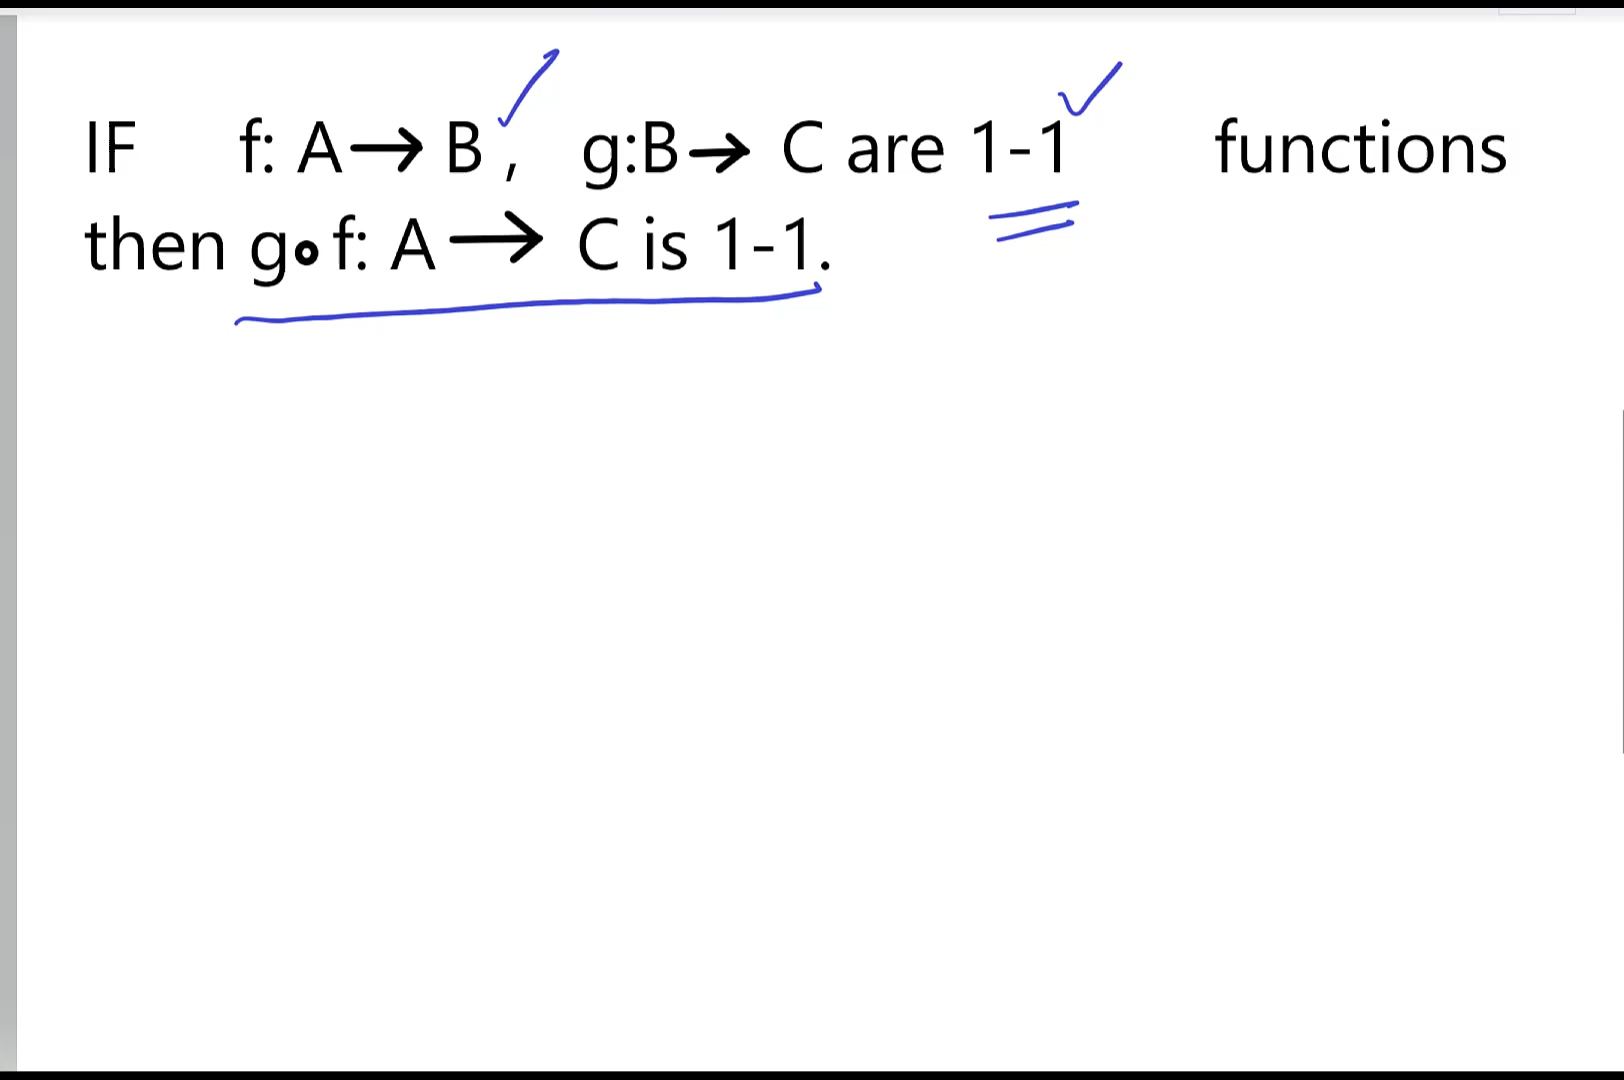 IF f: A→ B , g:B→ C are 1-1 functions
then g∘f: A→ C is 1-1.